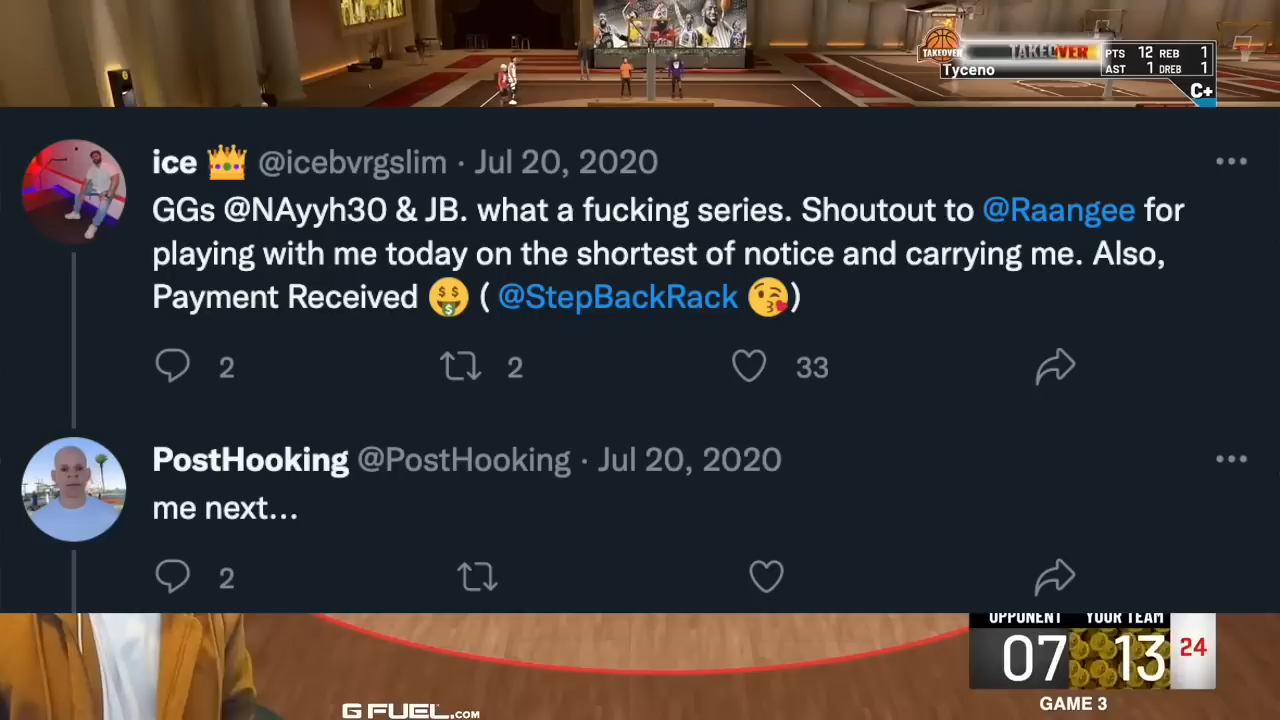 TAKEOVER
TAKEOVER
Tyceno
PTS 12 REB 1
AST 1 DREB 1
C+
ice 👑 @icebvrgslim · Jul 20, 2020
GGs @NAyyh30 & JB. what a fucking series. Shoutout to @Raangee for
playing with me today on the shortest of notice and carrying me. Also,
Payment Received 🤑 ( @StepBackRack 😘)
2 2 33
PostHooking @PostHooking · Jul 20, 2020
me next...
2
OPPONENT YOUR TEAM
07 13 24
GAME 3
G FUEL.COM